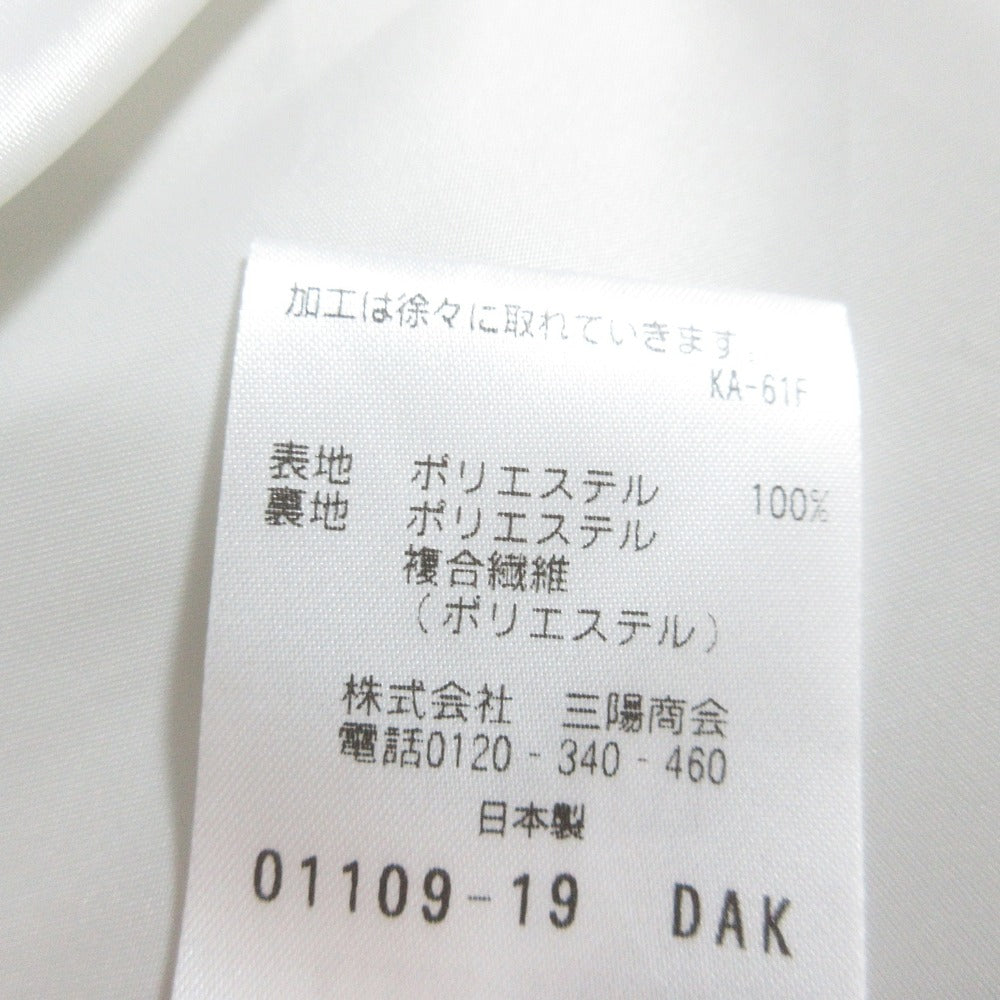 加工は徐々に取れていきます。
KA-61F
表地 ポリエステル 100%
裏地 ポリエステル
複合繊維
(ポリエステル)
株式会社 三陽商会
電話0120-340-460
日本製
01109-19 DAK